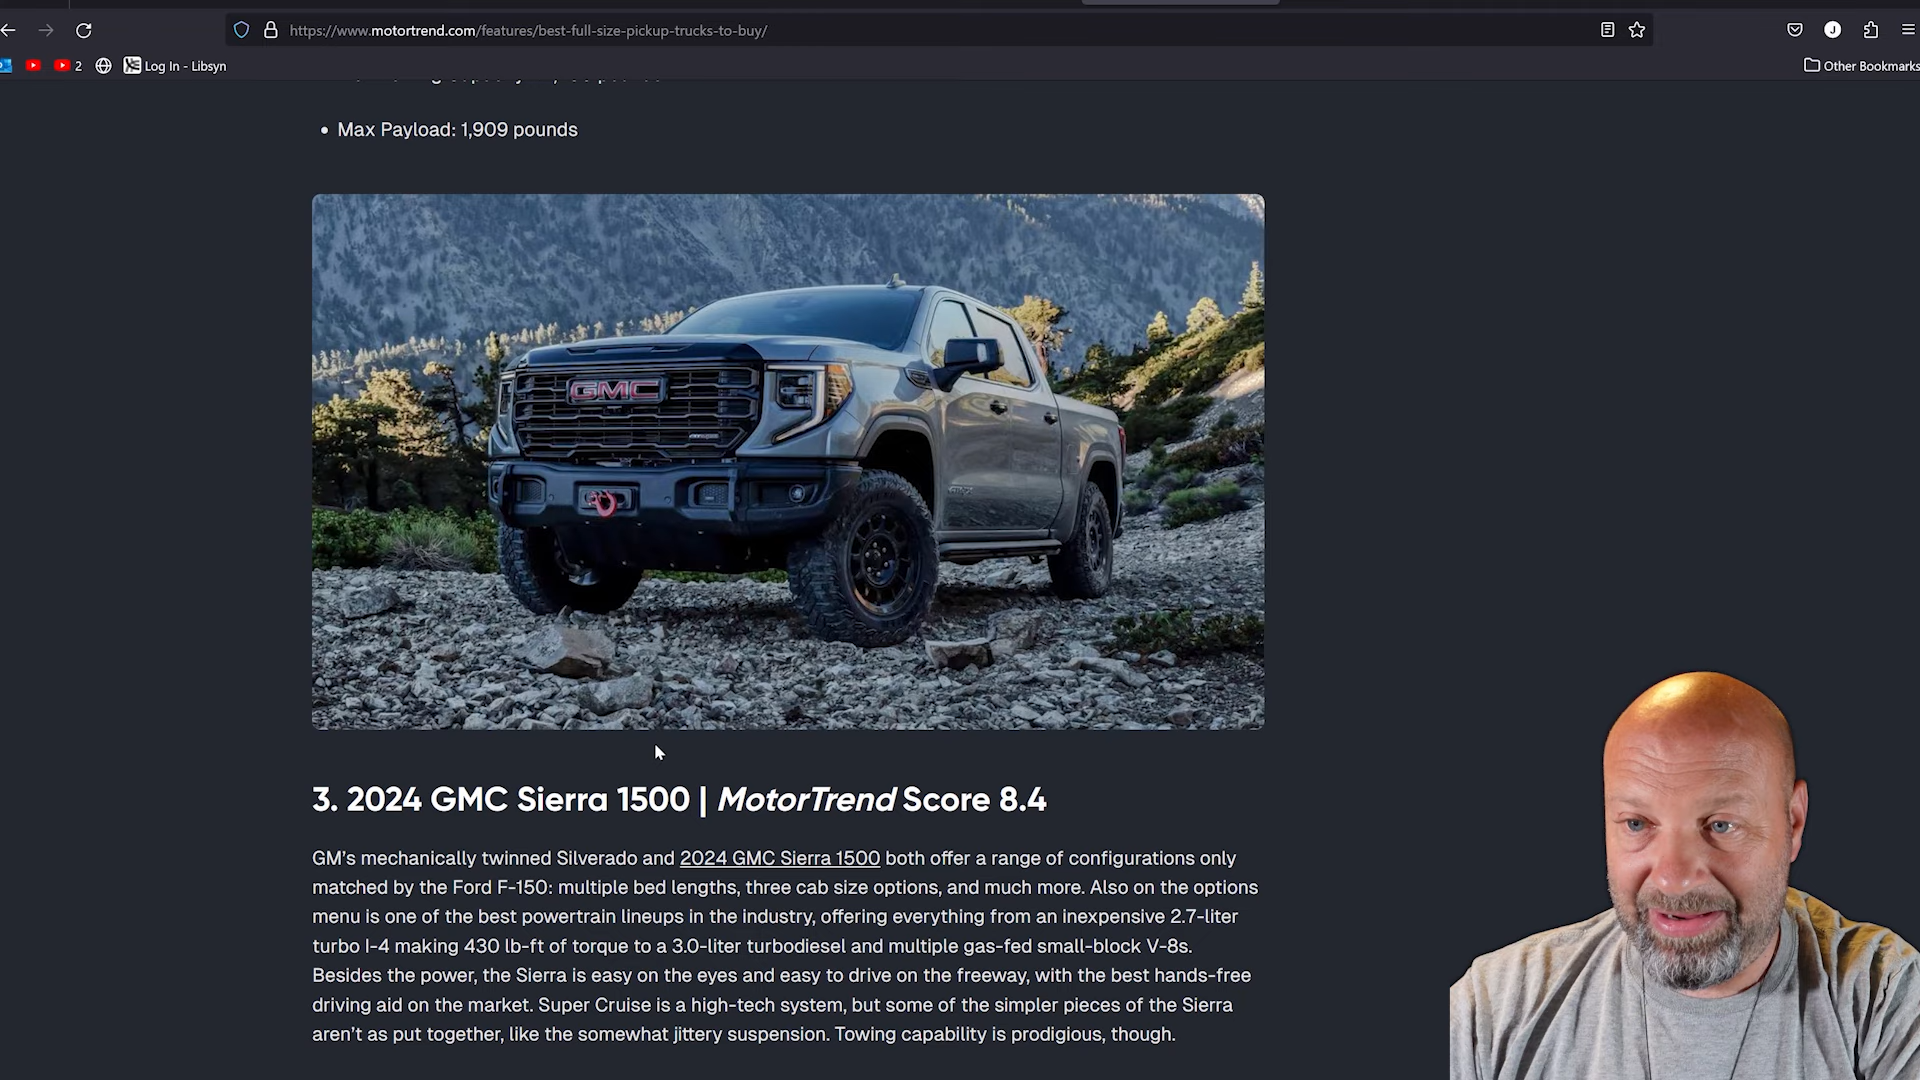 https://www.motortrend.com/features/best-full-size-pickup-trucks-to-buy/
2
Log In - Libsyn
J
Other Bookmarks
• Max Payload: 1,909 pounds
GMC
3. 2024 GMC Sierra 1500 | MotorTrend Score 8.4
GM’s mechanically twinned Silverado and 2024 GMC Sierra 1500 both offer a range of configurations only
matched by the Ford F-150: multiple bed lengths, three cab size options, and much more. Also on the options
menu is one of the best powertrain lineups in the industry, offering everything from an inexpensive 2.7-liter
turbo I-4 making 430 lb-ft of torque to a 3.0-liter turbodiesel and multiple gas-fed small-block V-8s.
Besides the power, the Sierra is easy on the eyes and easy to drive on the freeway, with the best hands-free
driving aid on the market. Super Cruise is a high-tech system, but some of the simpler pieces of the Sierra
aren’t as put together, like the somewhat jittery suspension. Towing capability is prodigious, though.